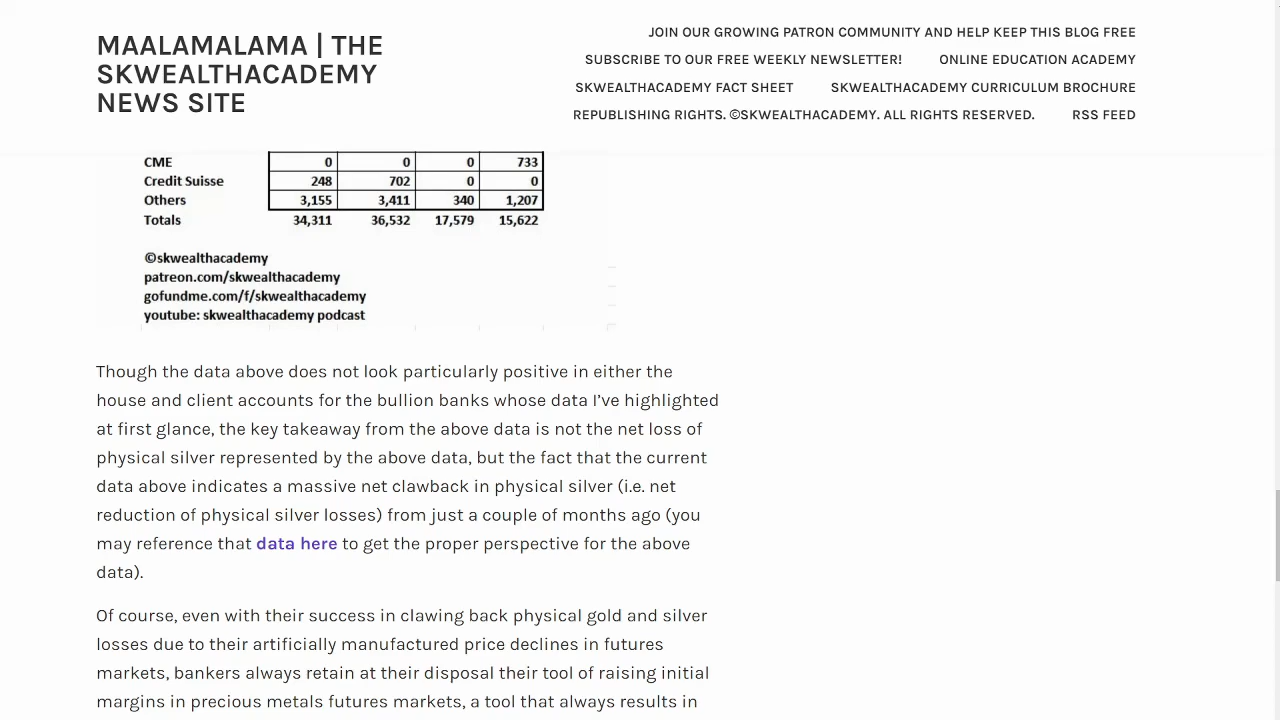 MAALAMALAMA | THE
SKWEALTHACADEMY
NEWS SITE
JOIN OUR GROWING PATRON COMMUNITY AND HELP KEEP THIS BLOG FREE
SUBSCRIBE TO OUR FREE WEEKLY NEWSLETTER! ONLINE EDUCATION ACADEMY
SKWEALTHACADEMY FACT SHEET SKWEALTHACADEMY CURRICULUM BROCHURE
REPUBLISHING RIGHTS. ©SKWEALTHACADEMY. ALL RIGHTS RESERVED. RSS FEED
CME 0 0 0 733
Credit Suisse 248 702 0 0
Others 3,155 3,411 340 1,207
Totals 34,311 36,532 17,579 15,622
©skwealthacademy
patreon.com/skwealthacademy
gofundme.com/f/skwealthacademy
youtube: skwealthacademy podcast
Though the data above does not look particularly positive in either the
house and client accounts for the bullion banks whose data I’ve highlighted
at first glance, the key takeaway from the above data is not the net loss of
physical silver represented by the above data, but the fact that the current
data above indicates a massive net clawback in physical silver (i.e. net
reduction of physical silver losses) from just a couple of months ago (you
may reference that data here to get the proper perspective for the above
data).
Of course, even with their success in clawing back physical gold and silver
losses due to their artificially manufactured price declines in futures
markets, bankers always retain at their disposal their tool of raising initial
margins in precious metals futures markets, a tool that always results in